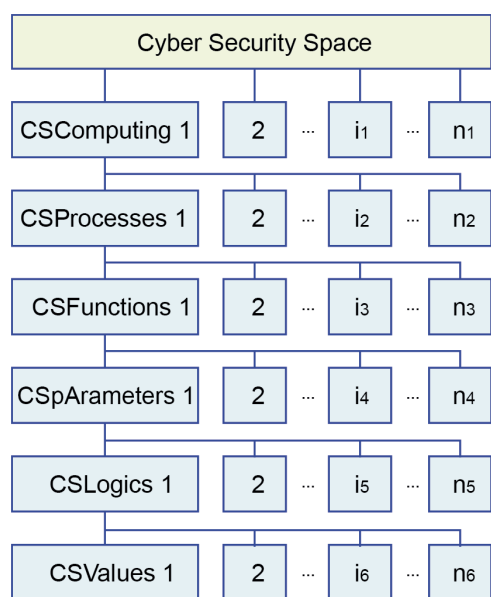 Cyber Security Space
CSComputing 1 2 ... i1 ... n1
CSProcesses 1 2 ... i2 ... n2
CSFunctions 1 2 ... i3 ... n3
CSpArameters 1 2 ... i4 ... n4
CSLogics 1 2 ... i5 ... n5
CSValues 1 2 ... i6 ... n6